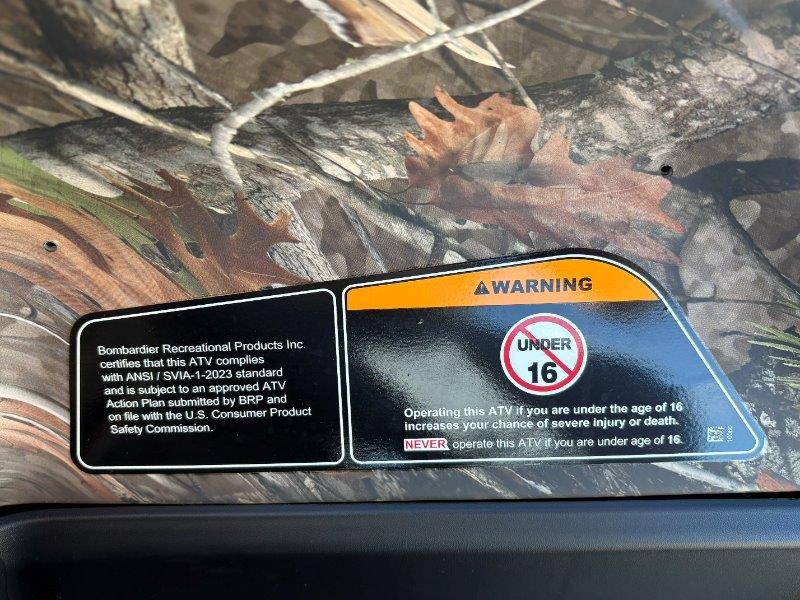 Bombardier Recreational Products Inc.
certifies that this ATV complies
with ANSI / SVIA-1-2023 standard
and is subject to an approved ATV
Action Plan submitted by BRP and
on file with the U.S. Consumer Product
Safety Commission.
WARNING
UNDER
16
Operating this ATV if you are under the age of 16
increases your chance of severe injury or death.
NEVER operate this ATV if you are under age of 16.